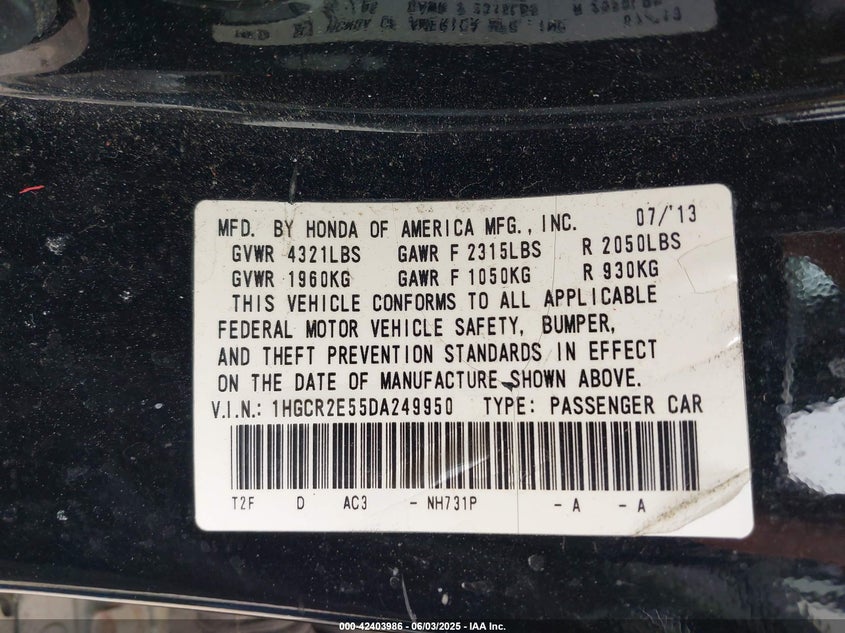 MFD. BY HONDA OF AMERICA MFG., INC. 07/'13
GVWR 4321LBS GAWR F 2315LBS R 2050LBS
GVWR 1960KG GAWR F 1050KG R 930KG
THIS VEHICLE CONFORMS TO ALL APPLICABLE
FEDERAL MOTOR VEHICLE SAFETY, BUMPER,
AND THEFT PREVENTION STANDARDS IN EFFECT
ON THE DATE OF MANUFACTURE SHOWN ABOVE.
V.I.N.: 1HGCR2E55DA249950 TYPE: PASSENGER CAR
T2F D AC3 - NH731P - A - A
000-42403986 - 06/03/2025 - IAA Inc.